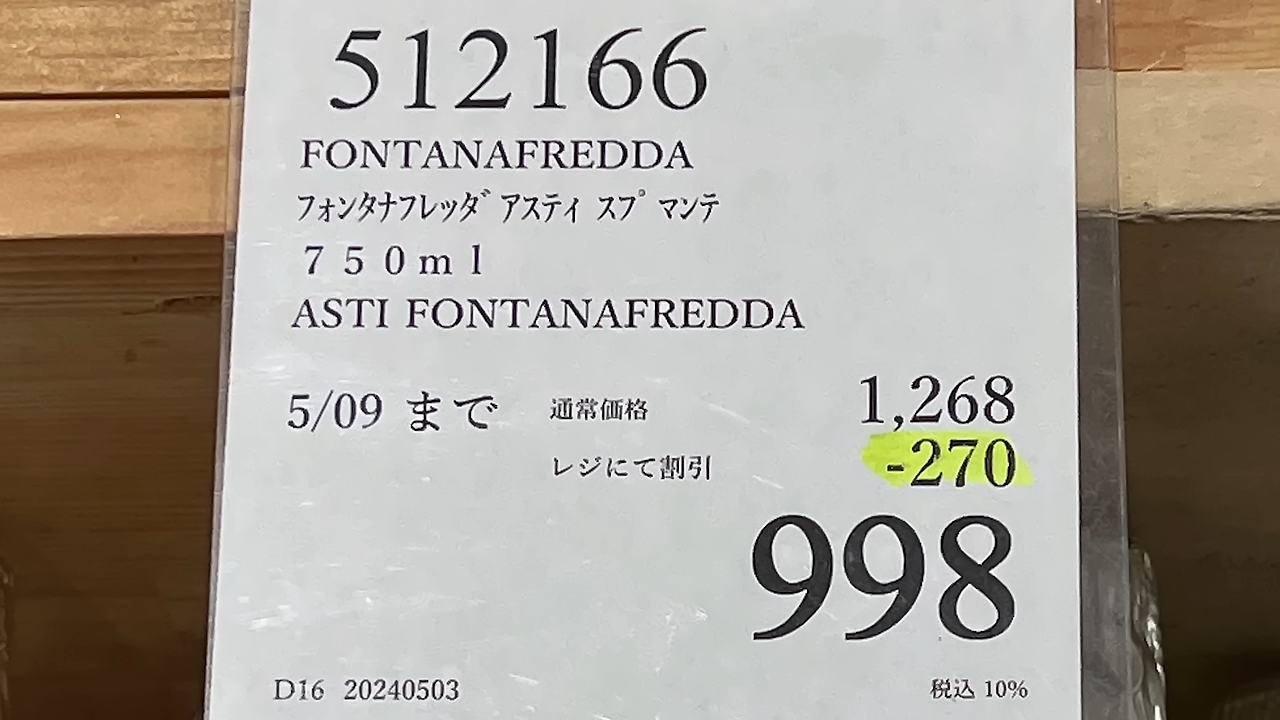 512166
FONTANAFREDDA
フォンタナフレッダ アスティ スプ マンテ
７５０ｍｌ
ASTI FONTANAFREDDA
5/09 まで 通常価格 1,268
レジにて割引 -270
998
D16 20240503 税込 10%